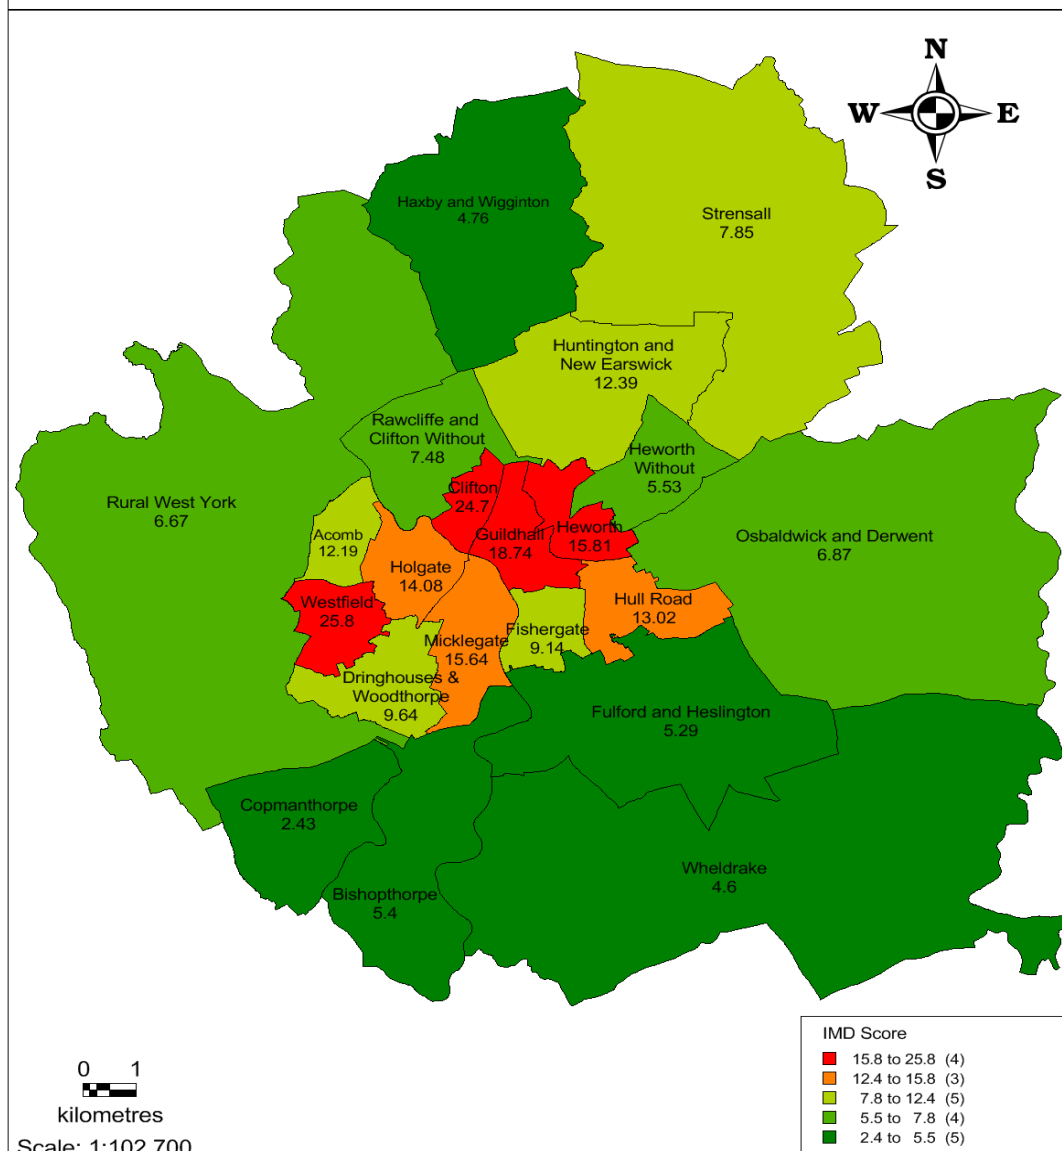 N
W E
S
Haxby and Wigginton
4.76
Strensall
7.85
Huntington and
New Earswick
12.39
Rawcliffe and
Clifton Without
7.48
Heworth
Without
5.53
Rural West York
6.67
Clifton
24.7
Guildhall
18.74
Heworth
15.81
Osbaldwick and Derwent
6.87
Acomb
12.19
Holgate
14.08
Westfield
25.8
Hull Road
13.02
Micklegate
15.64
Fishergate
9.14
Dringhouses &
Woodthorpe
9.64
Fulford and Heslington
5.29
Copmanthorpe
2.43
Bishopthorpe
5.4
Wheldrake
4.6
0 1
kilometres
Scale: 1:102,700
IMD Score
15.8 to 25.8 (4)
12.4 to 15.8 (3)
7.8 to 12.4 (5)
5.5 to 7.8 (4)
2.4 to 5.5 (5)